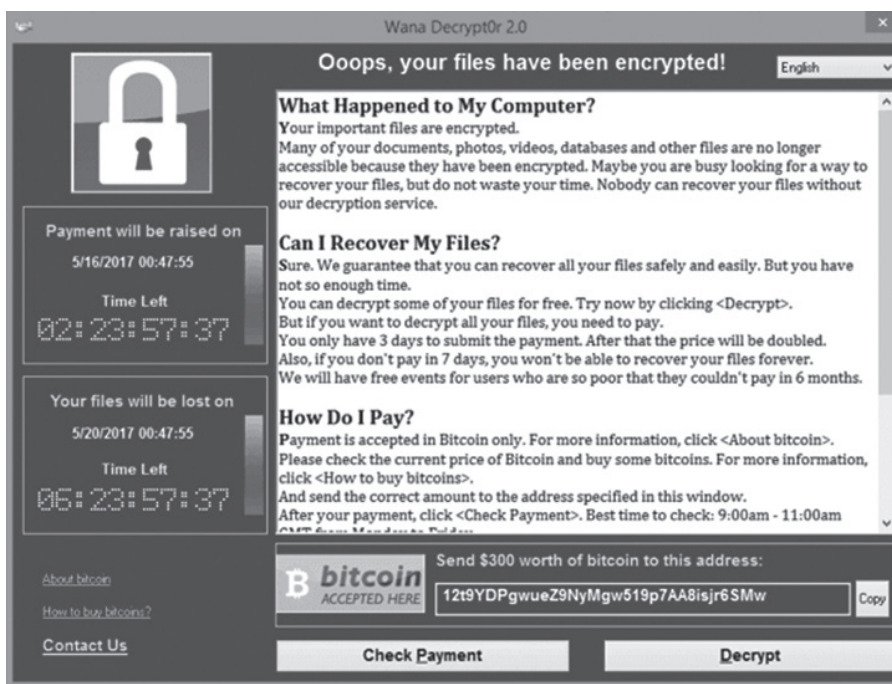 Wana Decrypt0r 2.0
Ooops, your files have been encrypted!
English
Payment will be raised on
5/16/2017 00:47:55
Time Left
02:23:57:37
Your files will be lost on
5/20/2017 00:47:55
Time Left
06:23:57:37
About bitcoin
How to buy bitcoins?
Contact Us
What Happened to My Computer?
Your important files are encrypted.
Many of your documents, photos, videos, databases and other files are no longer
accessible because they have been encrypted. Maybe you are busy looking for a way to
recover your files, but do not waste your time. Nobody can recover your files without
our decryption service.
Can I Recover My Files?
Sure. We guarantee that you can recover all your files safely and easily. But you have
not so enough time.
You can decrypt some of your files for free. Try now by clicking <Decrypt>.
But if you want to decrypt all your files, you need to pay.
You only have 3 days to submit the payment. After that the price will be doubled.
Also, if you don't pay in 7 days, you won't be able to recover your files forever.
We will have free events for users who are so poor that they couldn't pay in 6 months.
How Do I Pay?
Payment is accepted in Bitcoin only. For more information, click <About bitcoin>.
Please check the current price of Bitcoin and buy some bitcoins. For more information,
click <How to buy bitcoins>.
And send the correct amount to the address specified in this window.
After your payment, click <Check Payment>. Best time to check: 9:00am - 11:00am
GMT from Monday to Friday
bitcoin
ACCEPTED HERE
Send $300 worth of bitcoin to this address:
12t9YDPgwueZ9NyMgw519p7AA8isjr6SMw
Copy
Check Payment
Decrypt